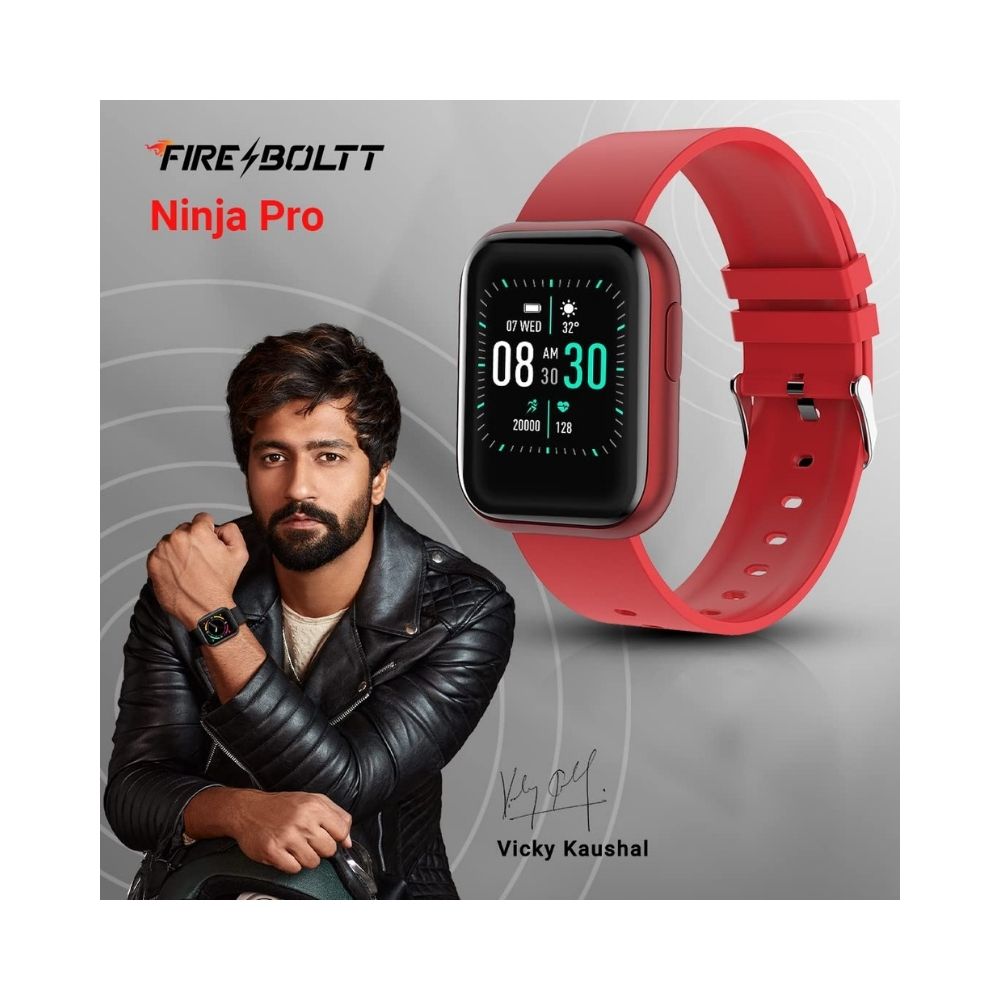 FIRE BOLTT
Ninja Pro
07 WED 32°
08 AM 30 30
20000 128
Vicky Kaushal